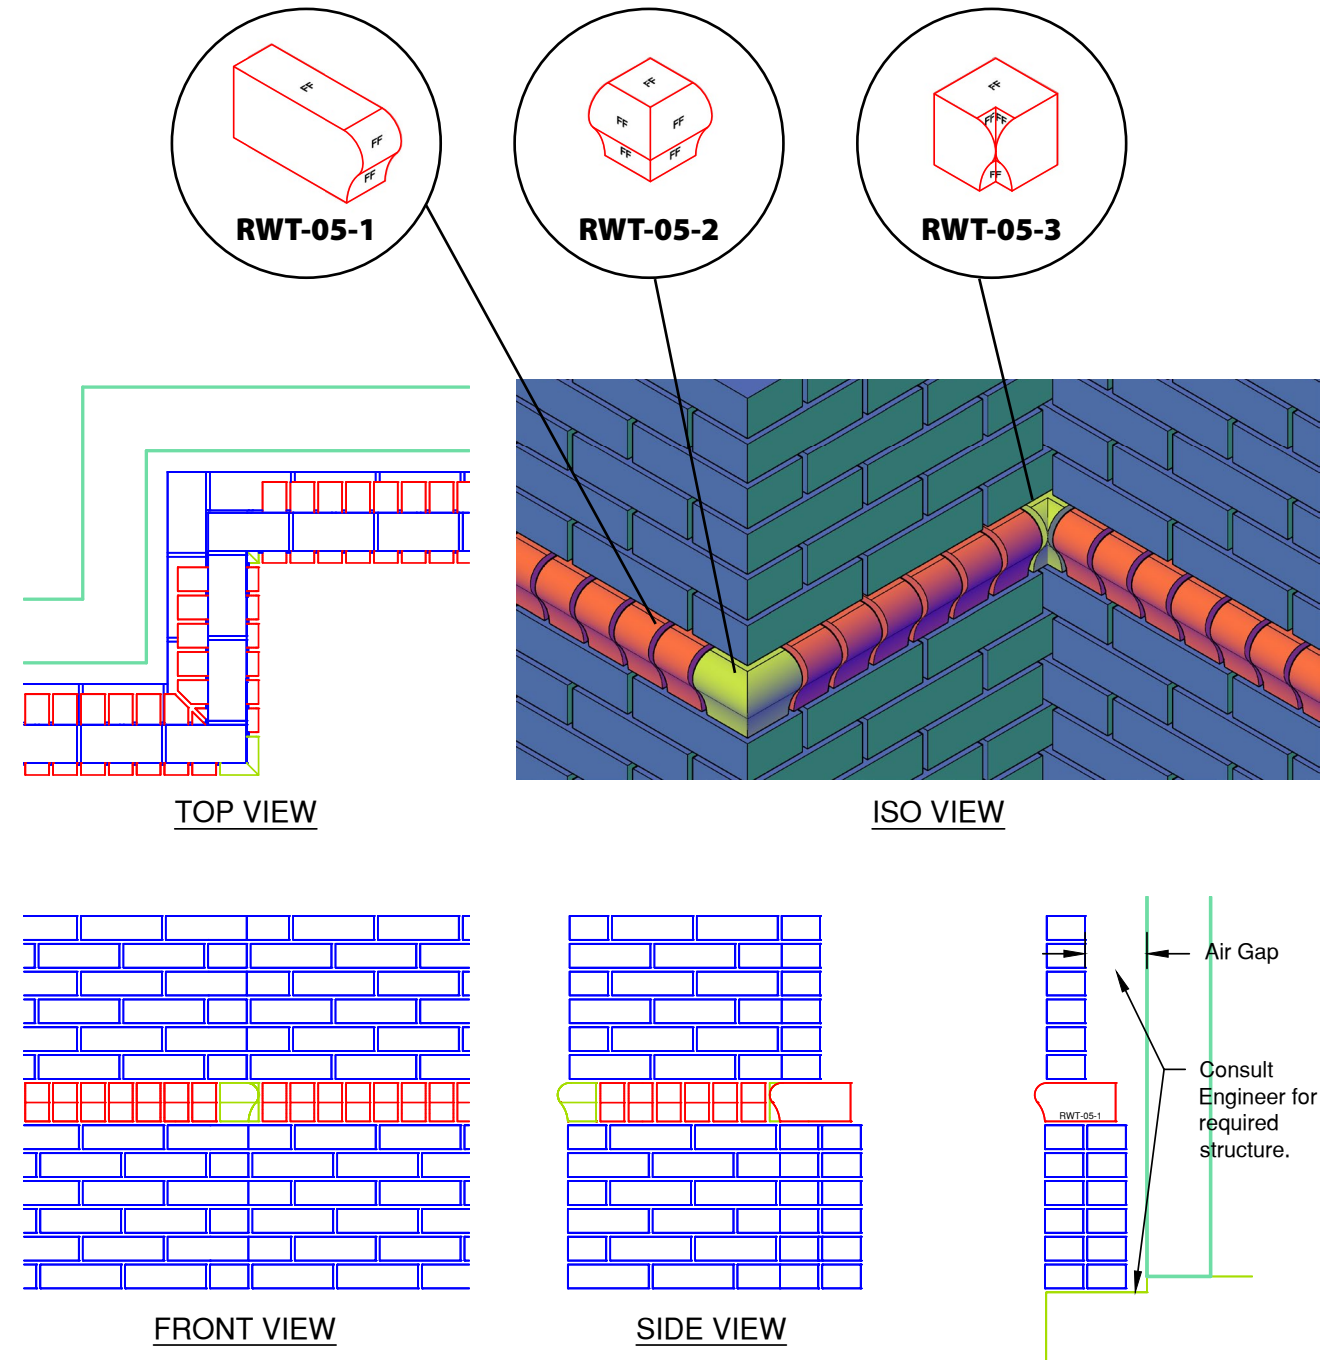 FF
FF
FF
RWT-05-1
FF
FF
FF
FF
FF
RWT-05-2
FF
FF
FF
FF
RWT-05-3
TOP VIEW
ISO VIEW
Air Gap
Consult
Engineer for
required
structure.
RWT-05-1
FRONT VIEW
SIDE VIEW